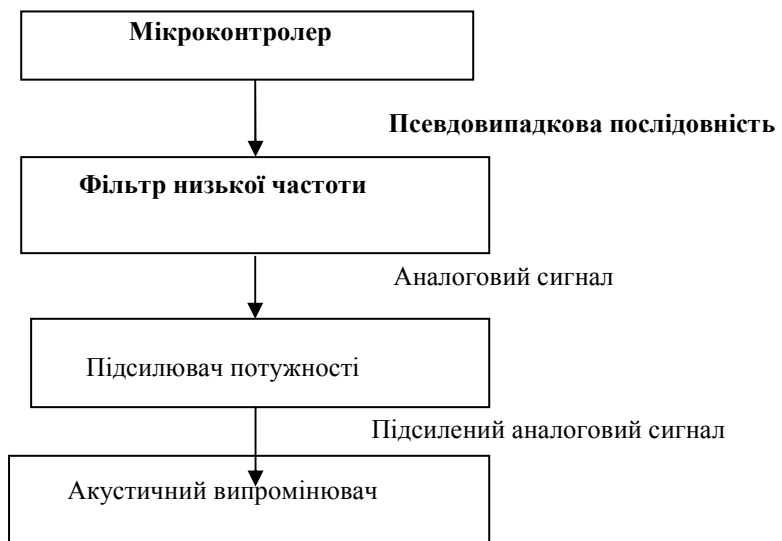 Мікроконтролер
Псевдовипадкова послідовність
Фільтр низької частоти
Аналоговий сигнал
Підсилювач потужності
Підсилений аналоговий сигнал
Акустичний випромінювач